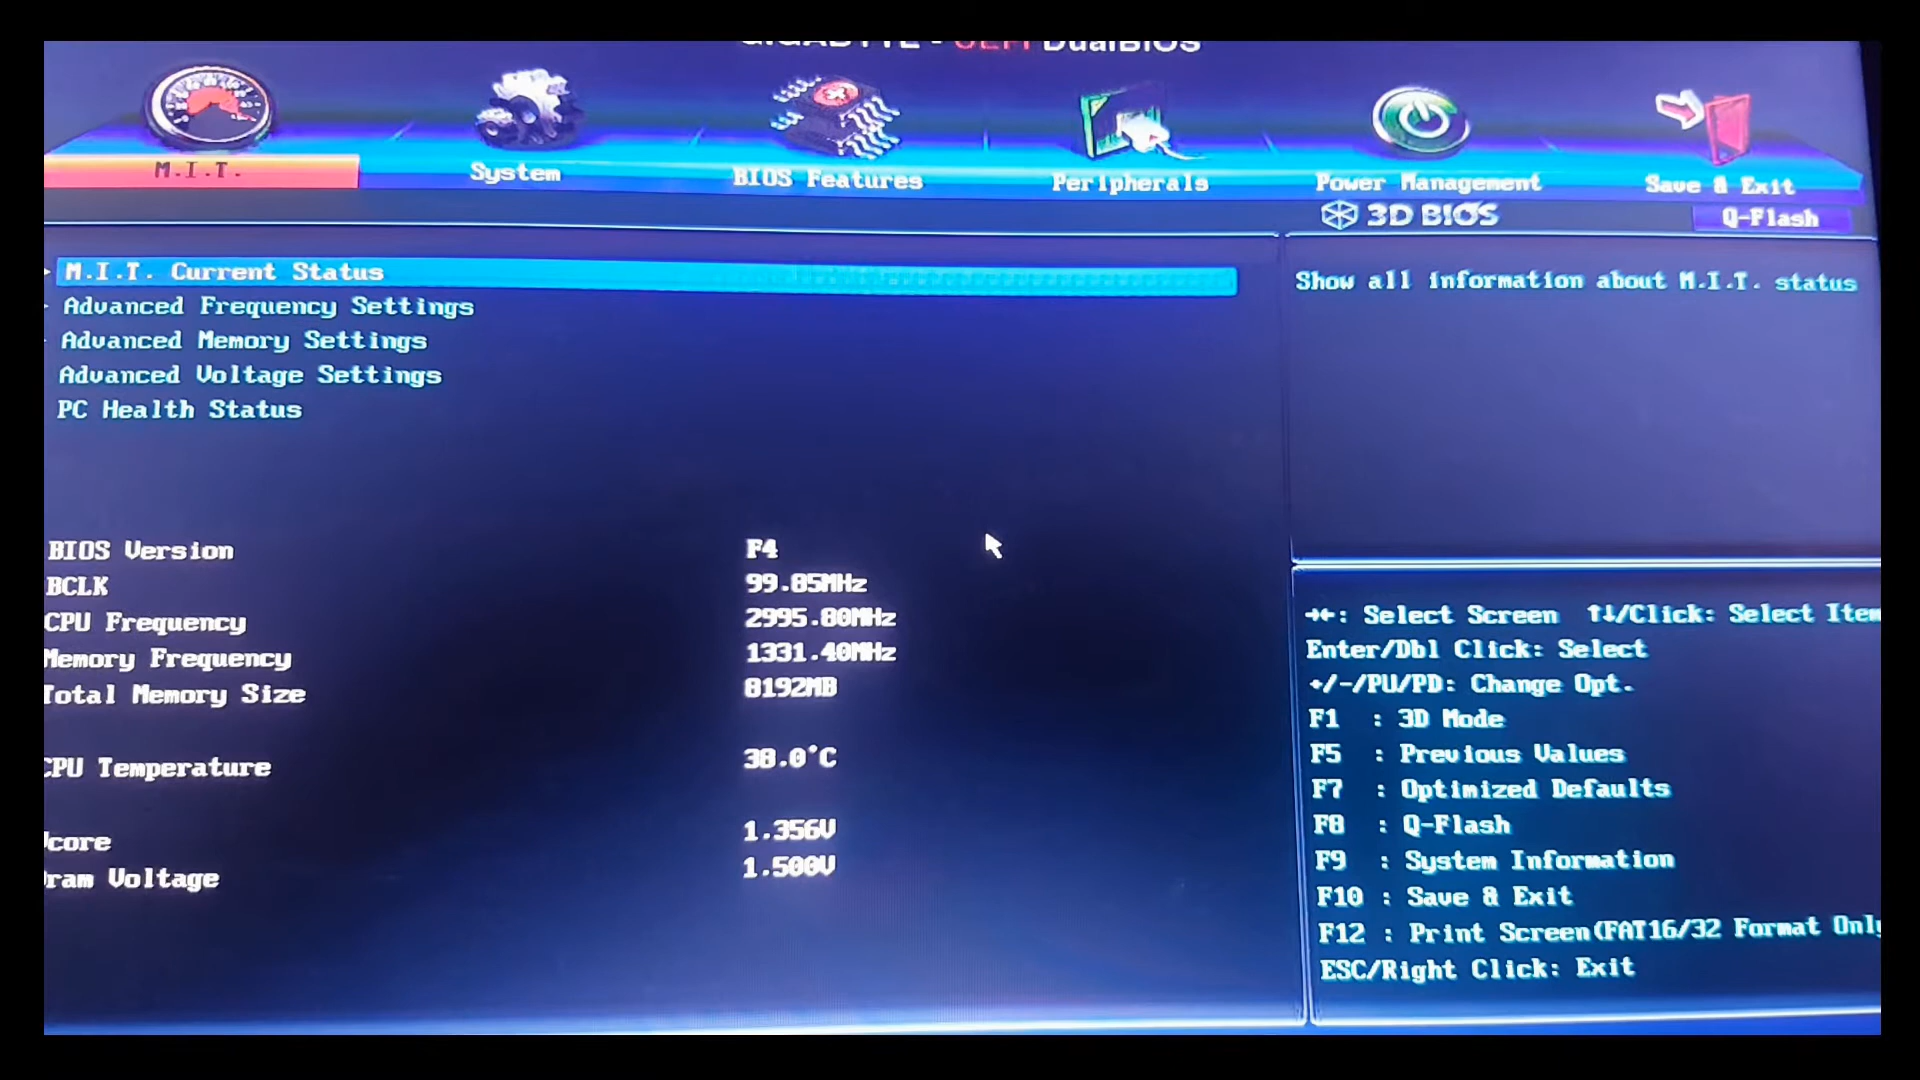 GIGABYTE - UEFI DualBIOS
M.I.T.
System
BIOS Features
Peripherals
Power Management
Save & Exit
3D BIOS
Q-Flash
M.I.T. Current Status
Advanced Frequency Settings
Advanced Memory Settings
Advanced Voltage Settings
PC Health Status
Show all information about M.I.T. status
BIOS Version F4
BCLK 99.85MHz
CPU Frequency 2995.80MHz
Memory Frequency 1331.40MHz
Total Memory Size 8192MB
CPU Temperature 38.0°C
Vcore 1.356V
Dram Voltage 1.500V
→←: Select Screen ↑↓/Click: Select Item
Enter/Dbl Click: Select
+/-/PU/PD: Change Opt.
F1 : 3D Mode
F5 : Previous Values
F7 : Optimized Defaults
F8 : Q-Flash
F9 : System Information
F10 : Save & Exit
F12 : Print Screen(FAT16/32 Format Only
ESC/Right Click: Exit